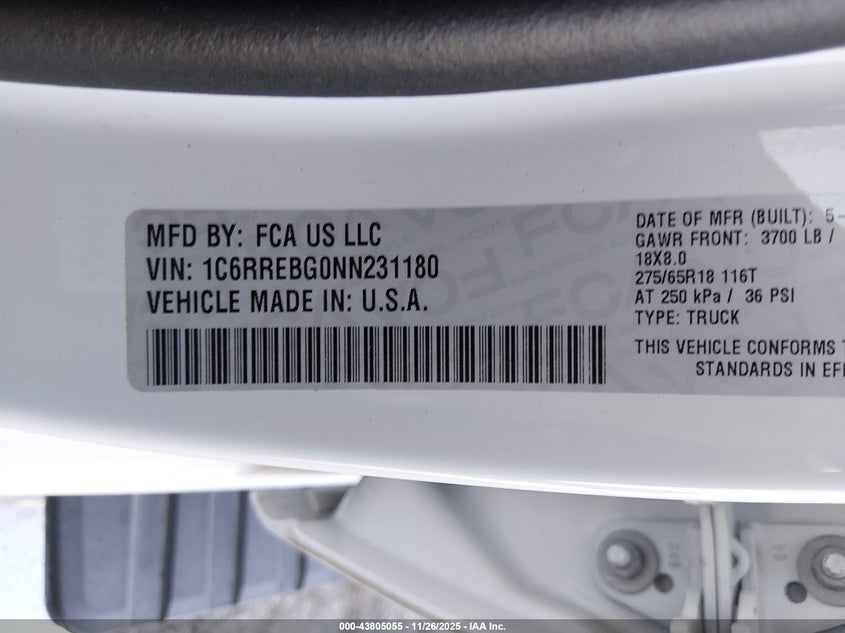 MFD BY: FCA US LLC
VIN: 1C6RREBG0NN231180
VEHICLE MADE IN: U.S.A.
DATE OF MFR (BUILT): 5-
GAWR FRONT: 3700 LB /
18X8.0
275/65R18 116T
AT 250 kPa / 36 PSI
TYPE: TRUCK
THIS VEHICLE CONFORMS T
STANDARDS IN EFF
000-43805055 - 11/26/2025 - IAA Inc.